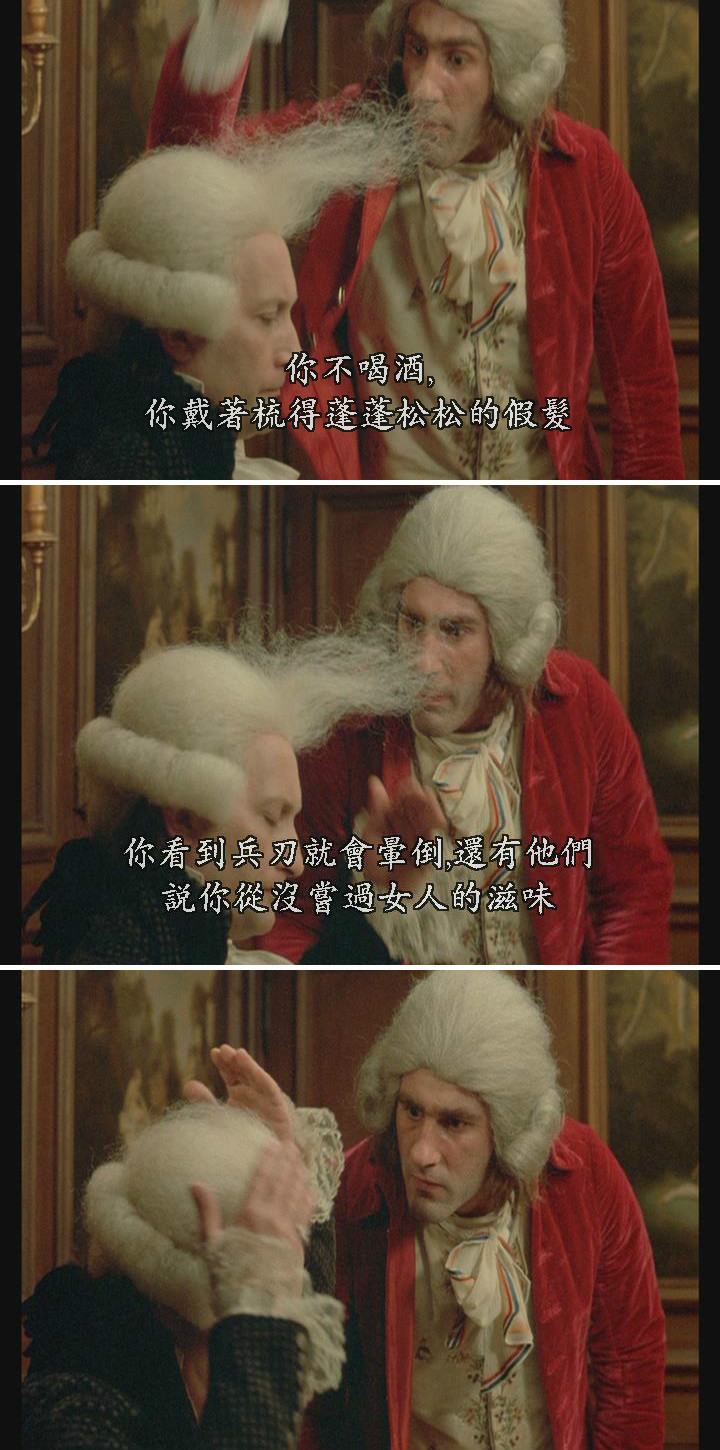 你不喝酒,
你戴著梳得蓬蓬松松的假髮
你看到兵刃就會暈倒,還有他們
説你從沒嘗過女人的滋味